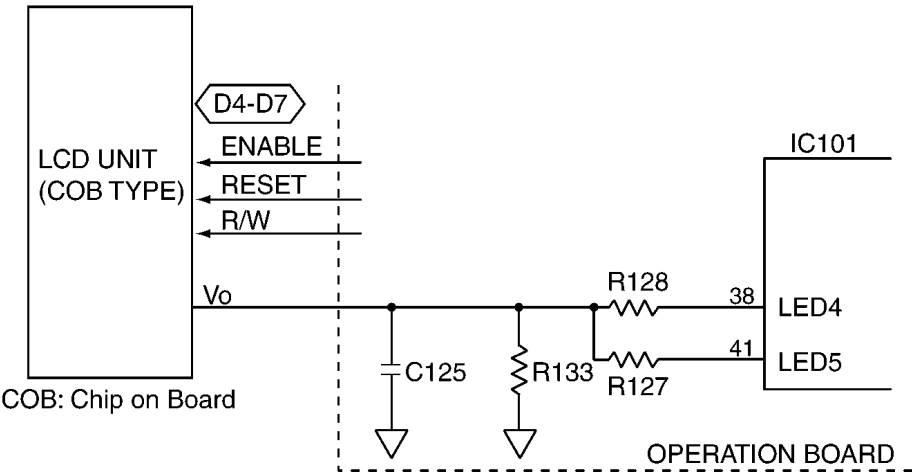 D4-D7
ENABLE
IC101
LCD UNIT
(COB TYPE)
RESET
R/W
Vo
R128
38
LED4
41
LED5
C125
R133
R127
COB: Chip on Board
OPERATION BOARD